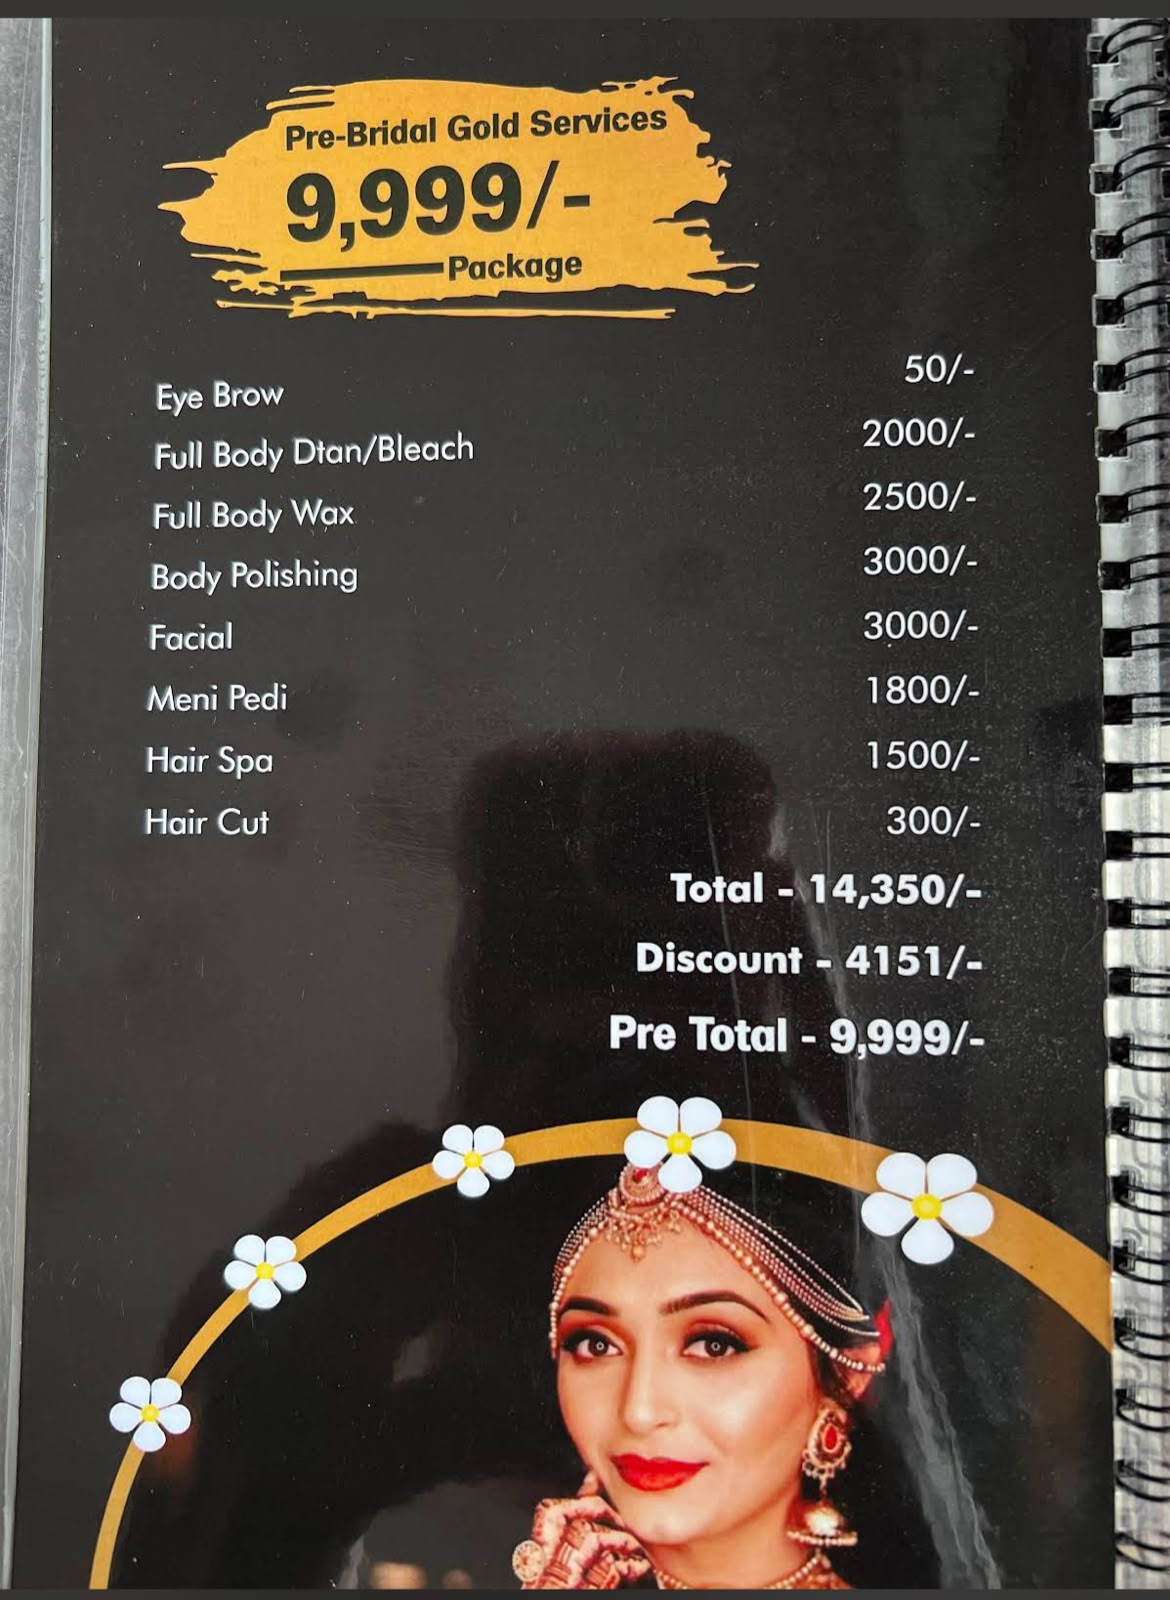 Pre-Bridal Gold Services
9,999/-
Package
Eye Brow 50/-
Full Body Dtan/Bleach 2000/-
Full Body Wax 2500/-
Body Polishing 3000/-
Facial 3000/-
Meni Pedi 1800/-
Hair Spa 1500/-
Hair Cut 300/-
Total - 14,350/-
Discount - 4151/-
Pre Total - 9,999/-